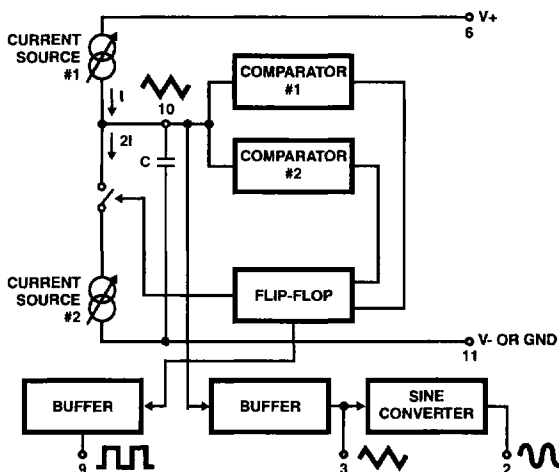 V+
6
CURRENT
SOURCE
#1
I
COMPARATOR
#1
10
2I
C
COMPARATOR
#2
CURRENT
SOURCE
#2
FLIP-FLOP
V- OR GND
11
BUFFER
BUFFER
SINE
CONVERTER
9
3
2